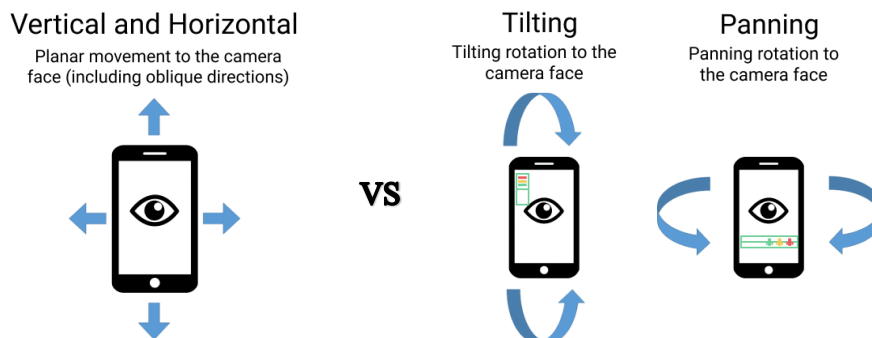 Vertical and Horizontal
Planar movement to the camera
face (including oblique directions)
VS
Tilting
Tilting rotation to the
camera face
Panning
Panning rotation to
the camera face